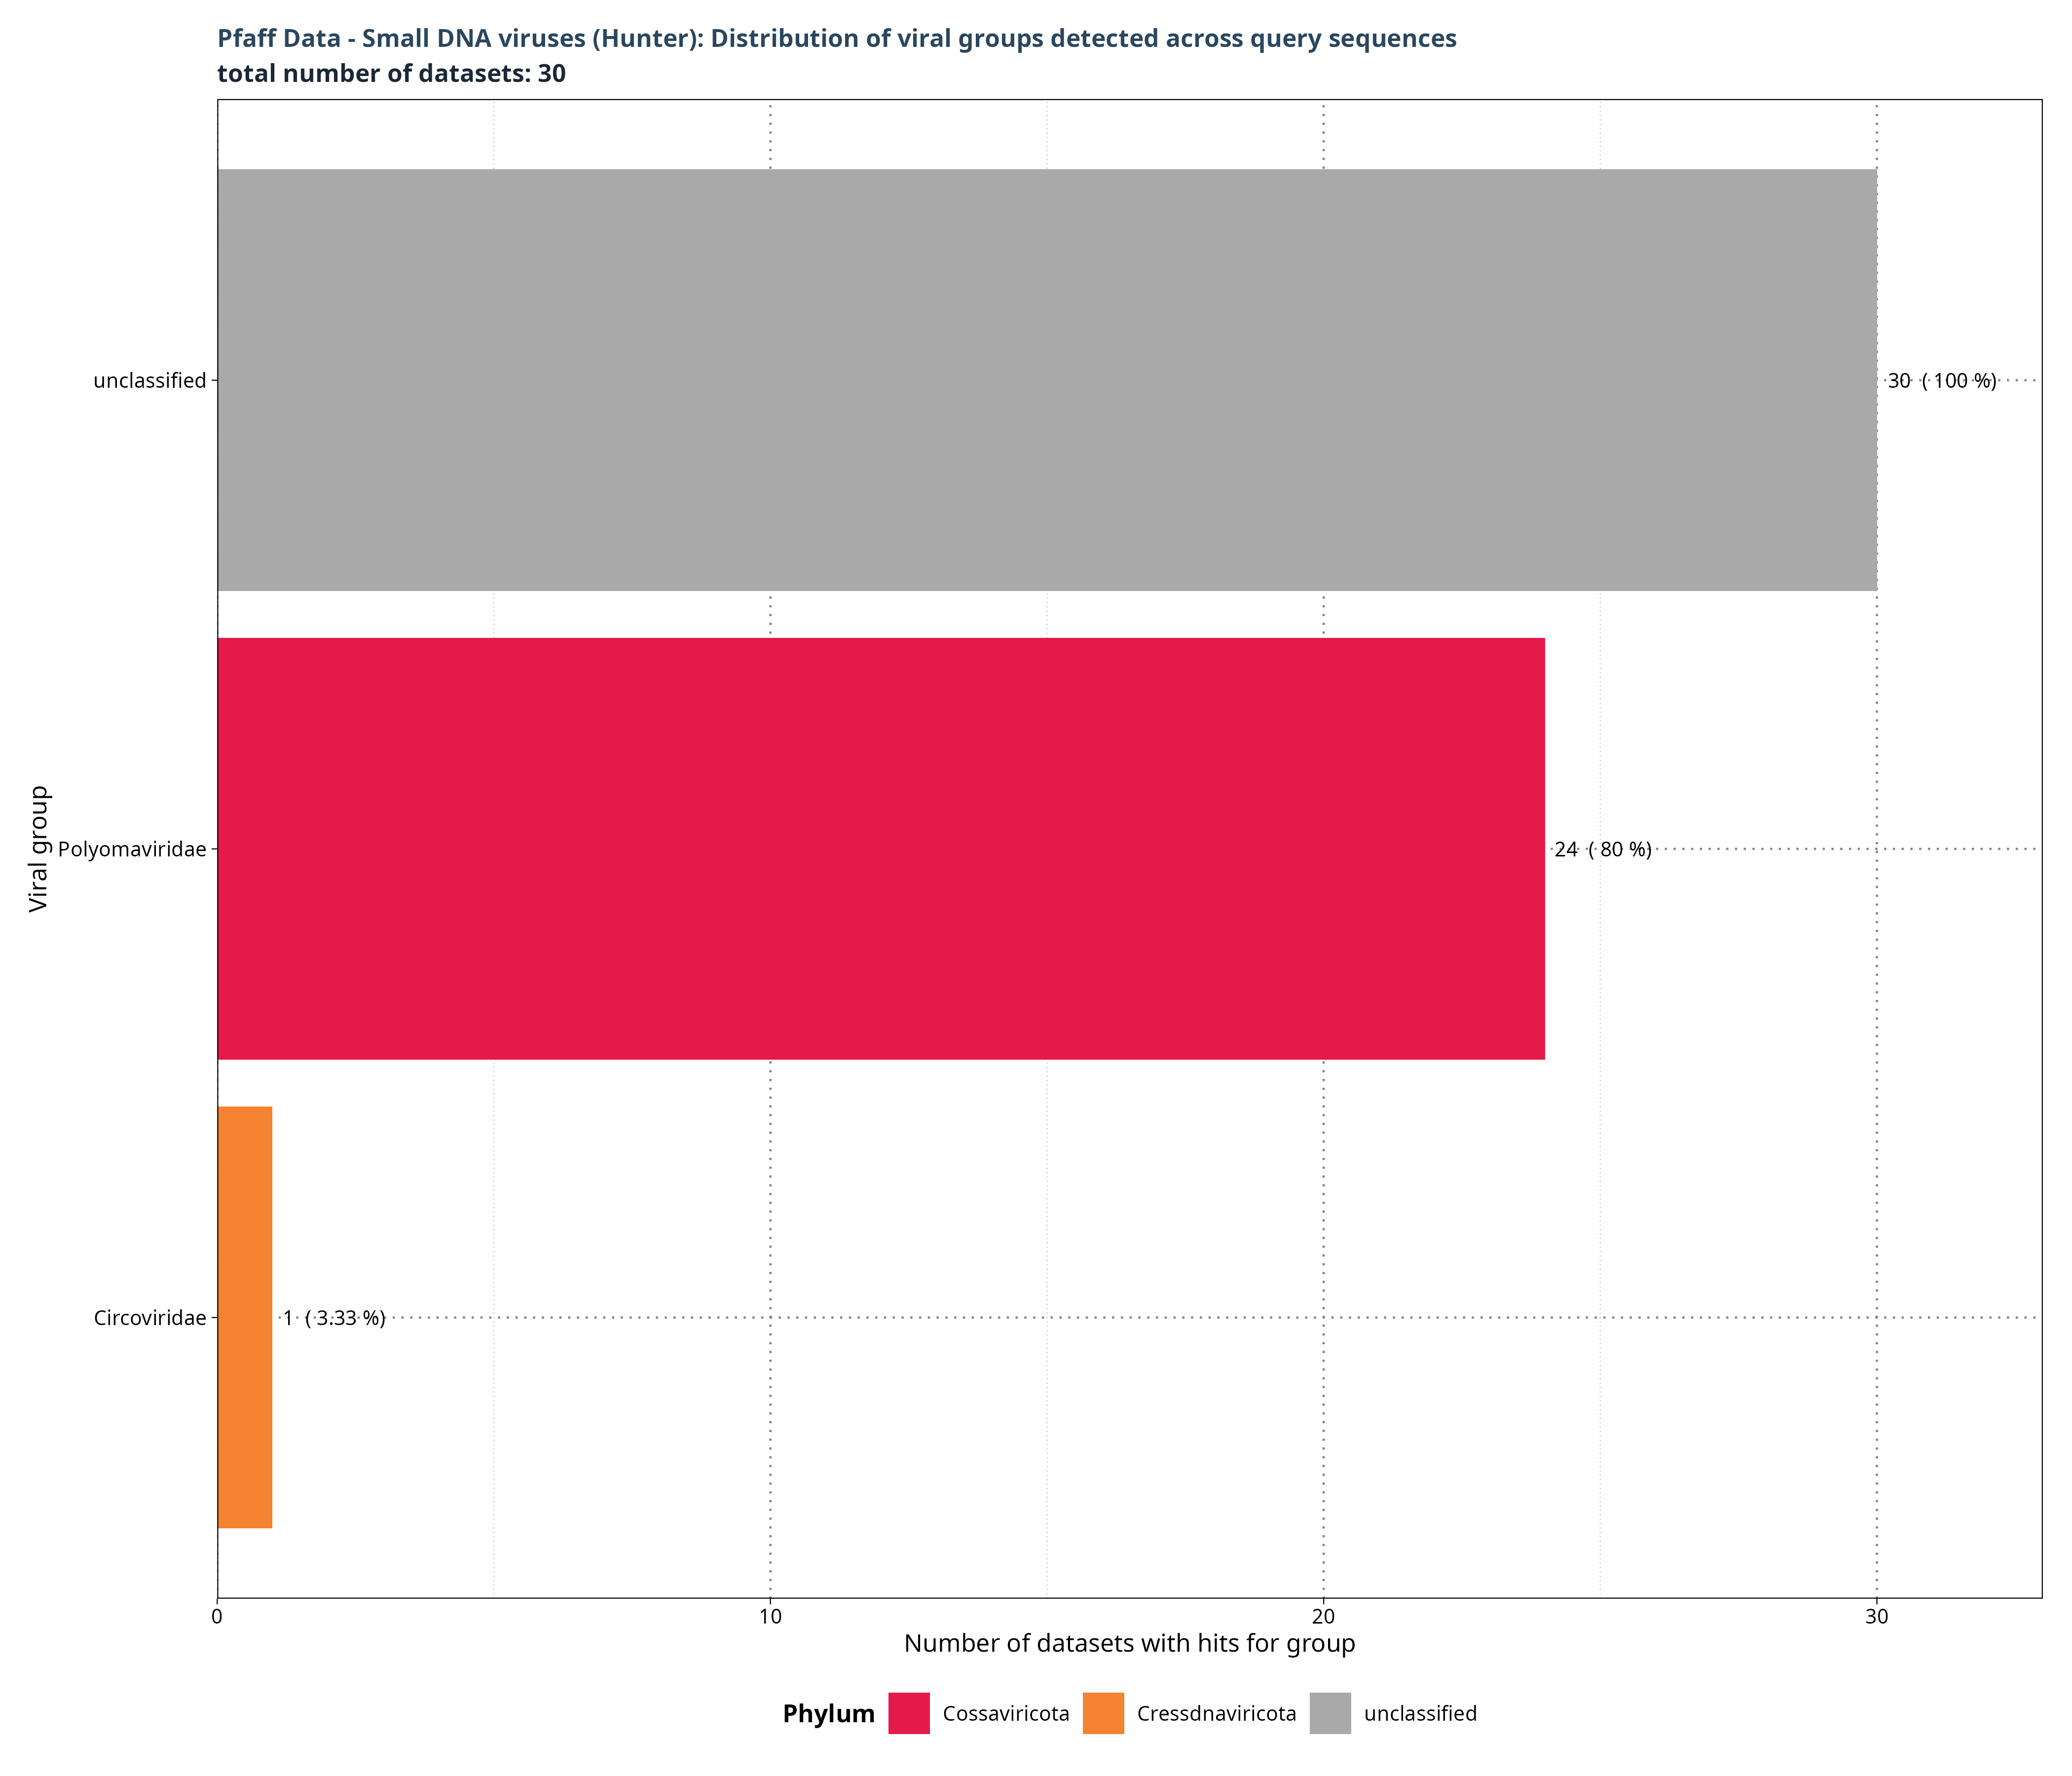 Pfaff Data - Small DNA viruses (Hunter): Distribution of viral groups detected across query sequences
total number of datasets: 30
unclassified
30 ( 100 %)
Viral group
Polyomaviridae
24 ( 80 %)
Circoviridae
1 ( 3.33 %)
0 10 20 30
Number of datasets with hits for group
Phylum Cossaviricota Cressdnaviricota unclassified